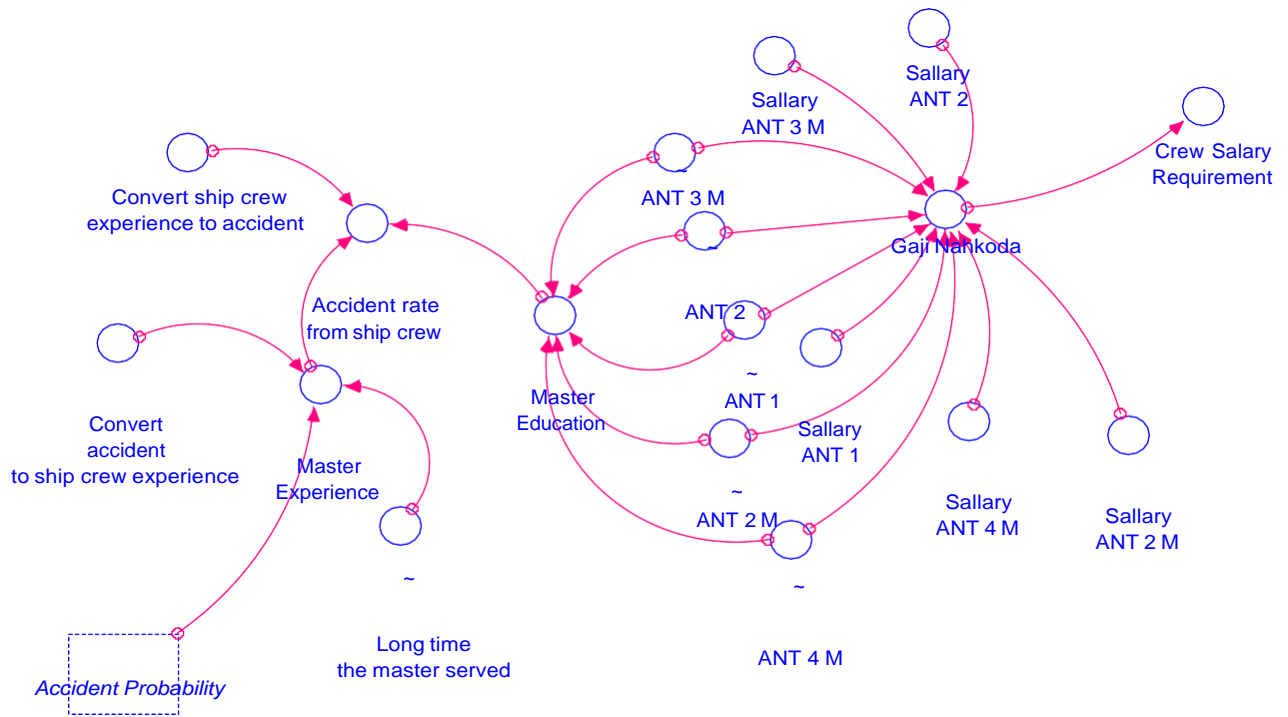 Sallary
ANT 2
Sallary
ANT 3 M
Crew Salary
Requirement
Convert ship crew
experience to accident
~
ANT 3 M
~
Gaji Nahkoda
Accident rate
from ship crew
ANT 2
~
ANT 1
Master
Education
Sallary
ANT 1
Convert
accident
to ship crew experience
Master
Experience
~
ANT 2 M
Sallary
ANT 4 M
Sallary
ANT 2 M
~
~
Long time
the master served
ANT 4 M
Accident Probability